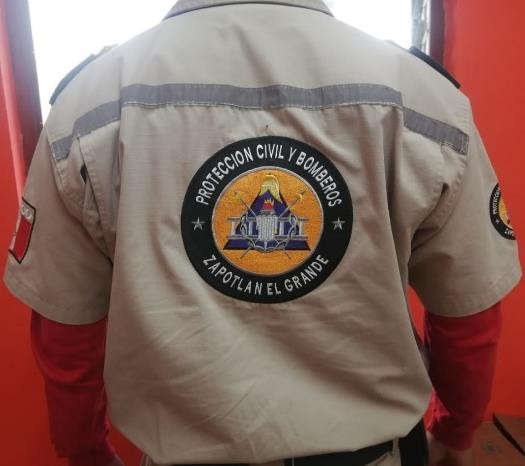 PROTECCION CIVIL Y BOMBEROS
ZAPOTLAN EL GRANDE